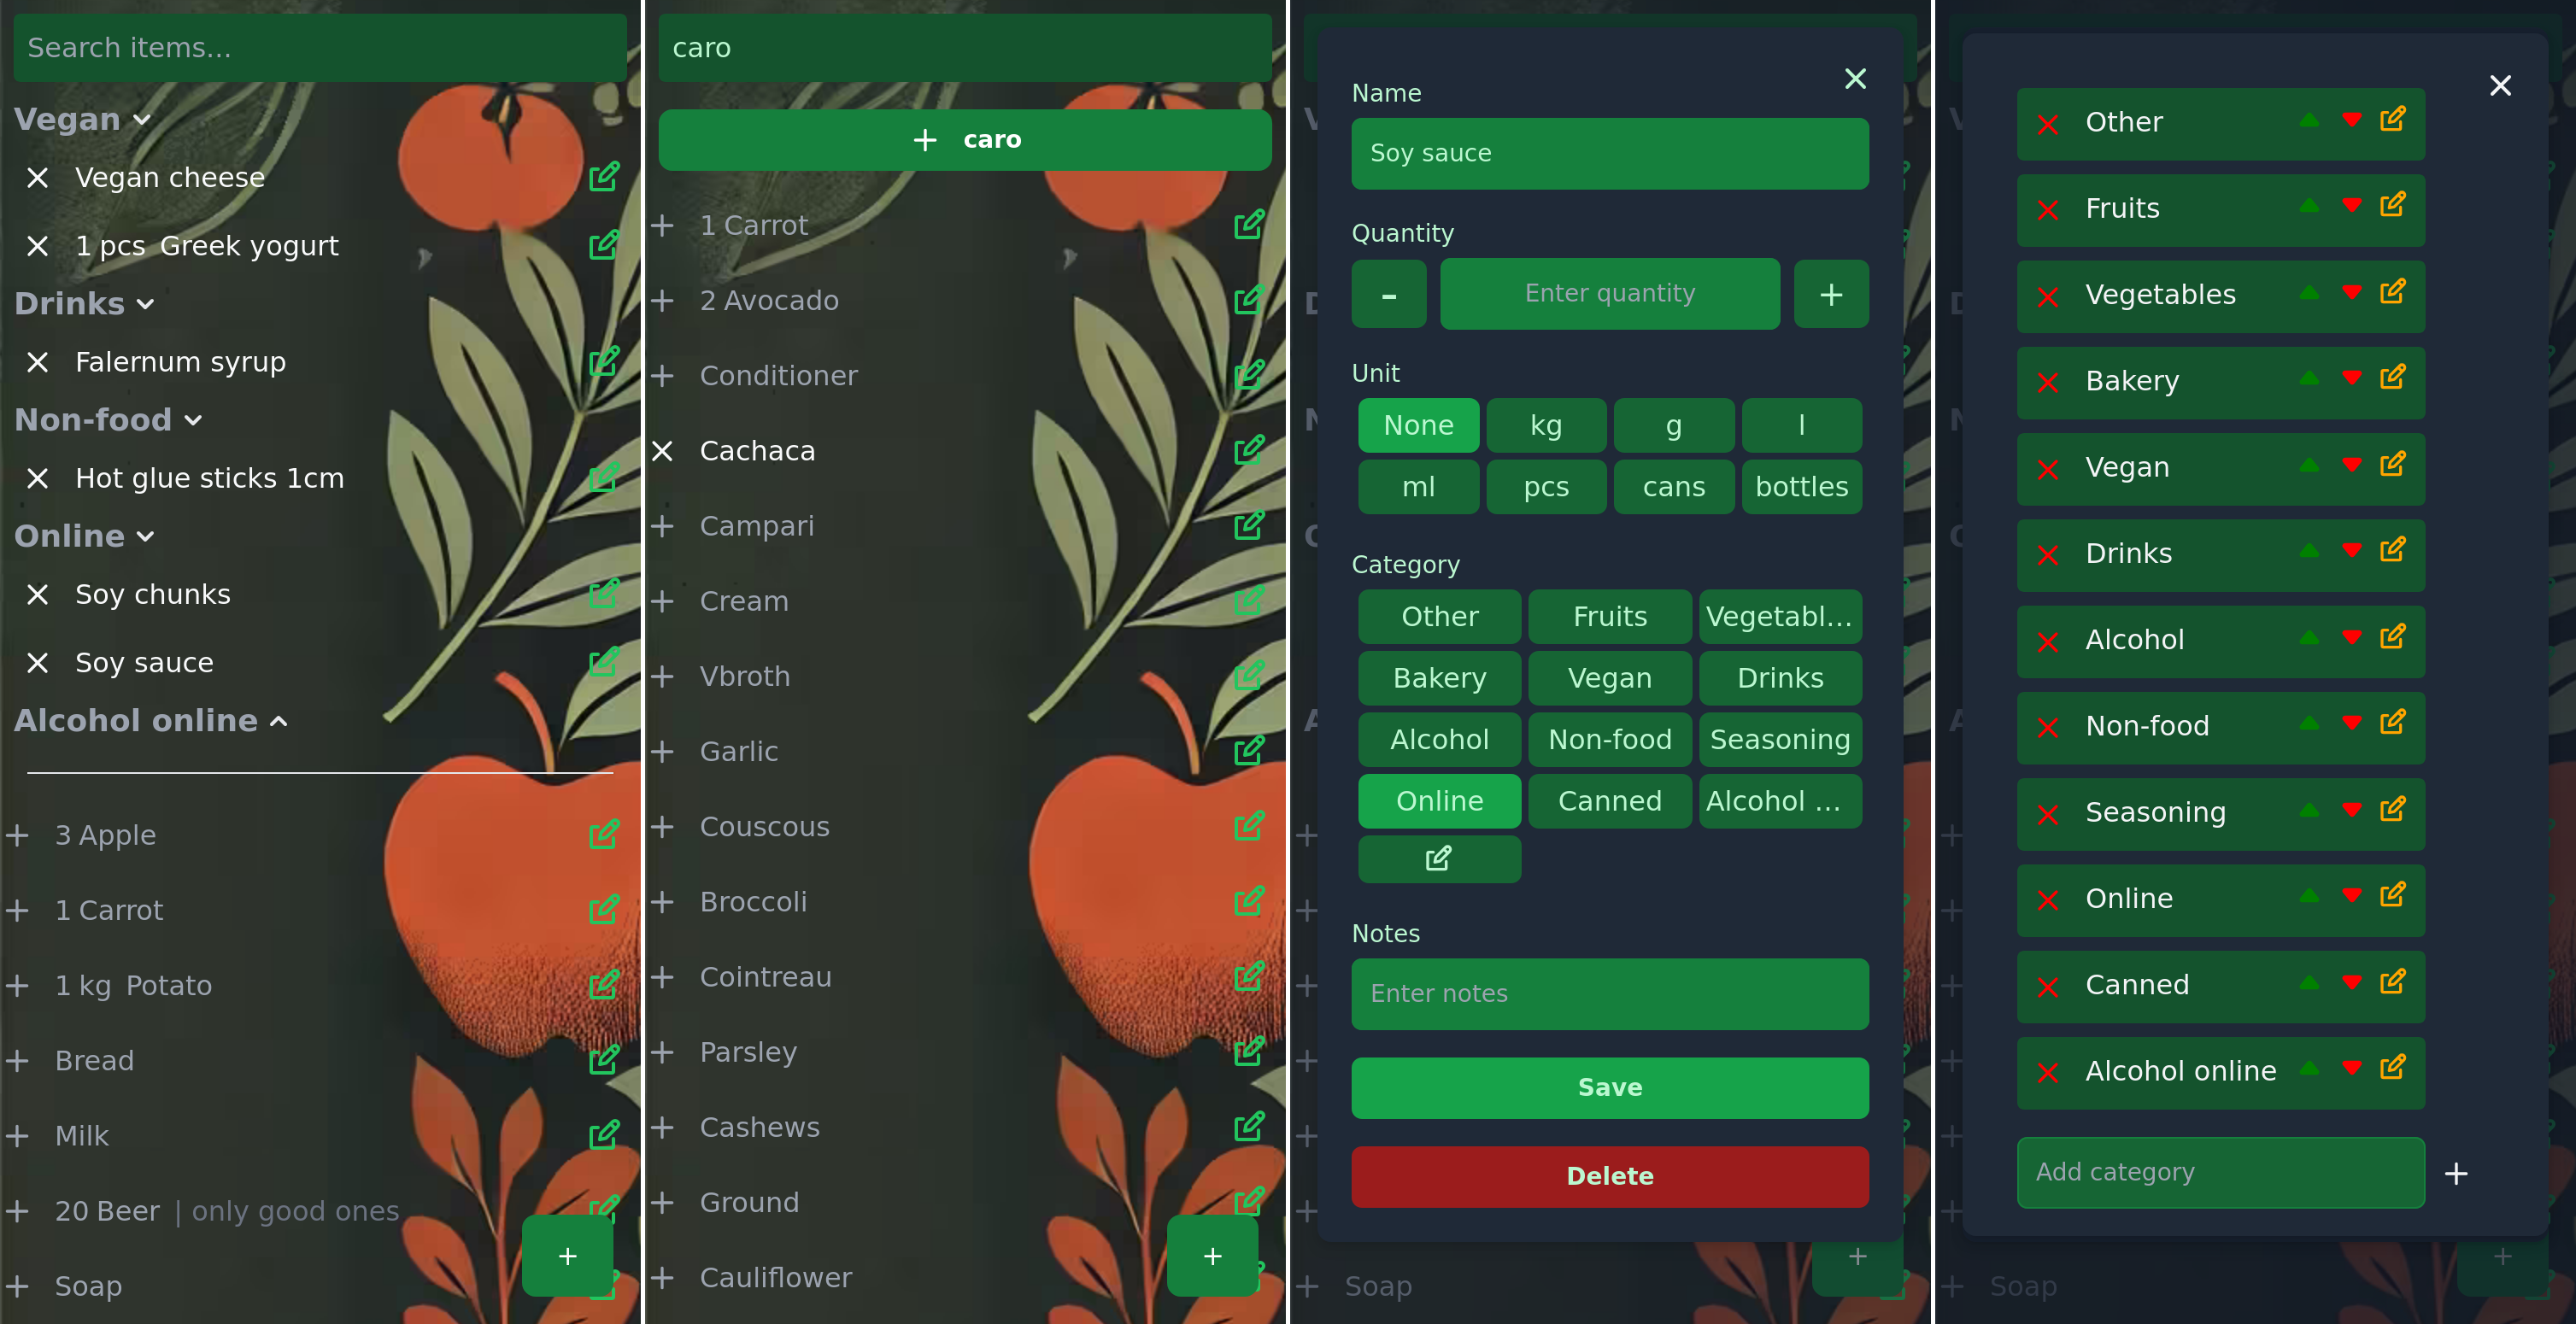 Search items...
Vegan
Vegan cheese
1 pcs Greek yogurt
Drinks
Falernum syrup
Non-food
Hot glue sticks 1cm
Online
Soy chunks
Soy sauce
Alcohol online
3 Apple
1 Carrot
1 kg Potato
Bread
Milk
20 Beer | only good ones
Soap
+
caro
+ caro
1 Carrot
2 Avocado
Conditioner
Cachaca
Campari
Cream
Vbroth
Garlic
Couscous
Broccoli
Cointreau
Parsley
Cashews
Ground
Cauliflower
+
Name
Soy sauce
Quantity
- Enter quantity +
Unit
None kg g l
ml pcs cans bottles
Category
Other Fruits Vegetabl...
Bakery Vegan Drinks
Alcohol Non-food Seasoning
Online Canned Alcohol ...
Notes
Enter notes
Save
Delete
+
Soap
Other
Fruits
Vegetables
Bakery
Vegan
Drinks
Alcohol
Non-food
Seasoning
Online
Canned
Alcohol online
Add category +
+
Soap